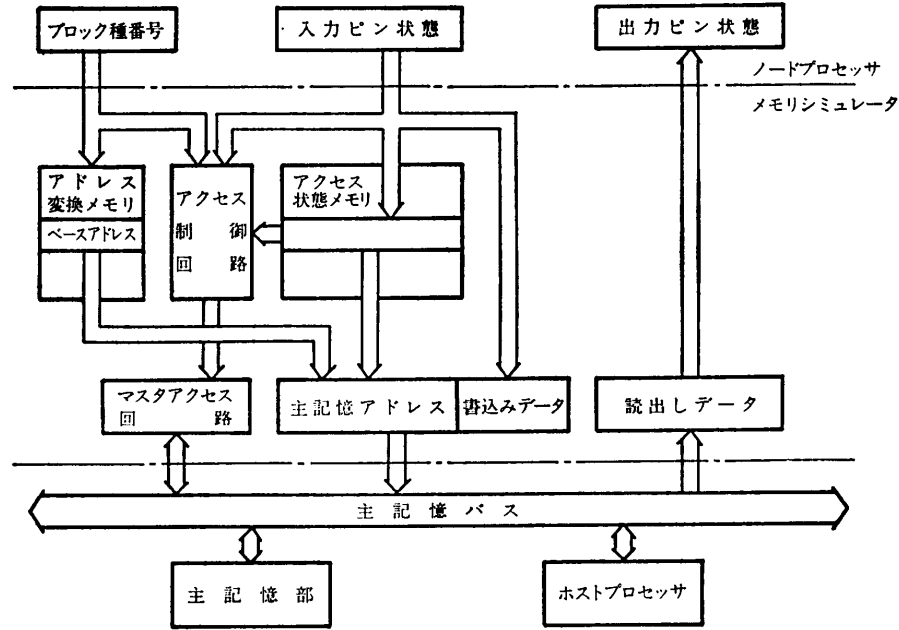 ブロック種番号
入力ピン状態
出力ピン状態
ノードプロセッサ
メモリシミュレータ
アドレス
変換メモリ
ベースアドレス
アクセス
制御
回路
アクセス
状態メモリ
マスタアクセス
回路
主記憶アドレス
書込みデータ
読出しデータ
主記憶バス
主記憶部
ホストプロセッサ